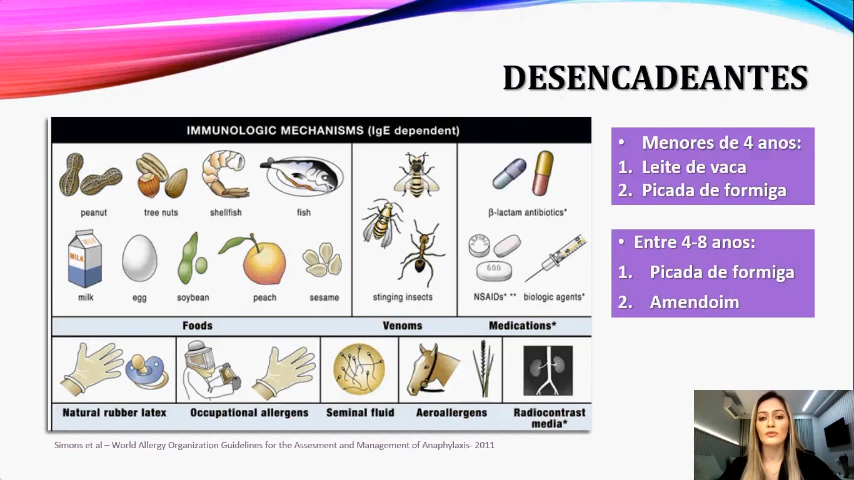 DESENCADEANTES
IMMUNOLOGIC MECHANISMS (IgE dependent)
peanut tree nuts shellfish fish
β-lactam antibiotics*
MILK
ASPIRIN
600
milk egg soybean peach sesame
stinging insects
NSAIDs* ** biologic agents*
Foods Venoms Medications*
Natural rubber latex Occupational allergens Seminal fluid Aeroallergens Radiocontrast
media*
• Menores de 4 anos:
1. Leite de vaca
2. Picada de formiga
• Entre 4-8 anos:
1. Picada de formiga
2. Amendoim
Simons et al – World Allergy Organization Guidelines for the Assesment and Management of Anaphylaxis- 2011